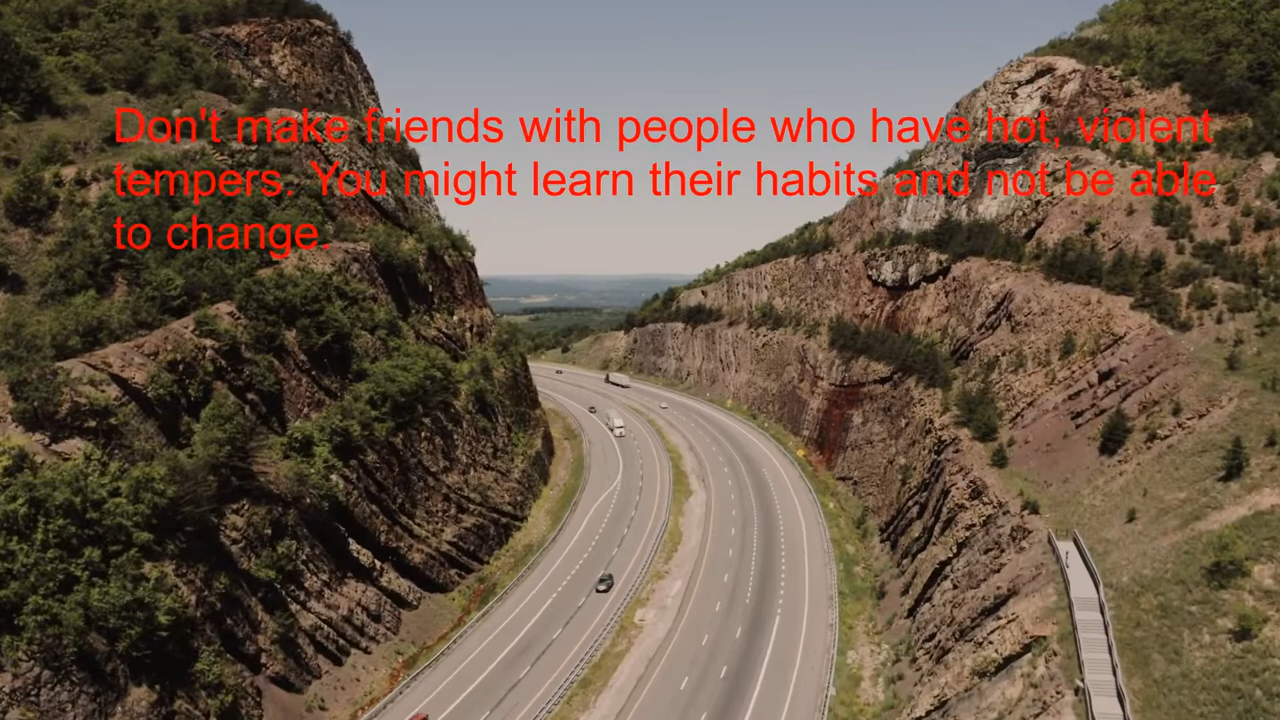 Don't make friends with people who have hot, violent
tempers. You might learn their habits and not be able
to change.